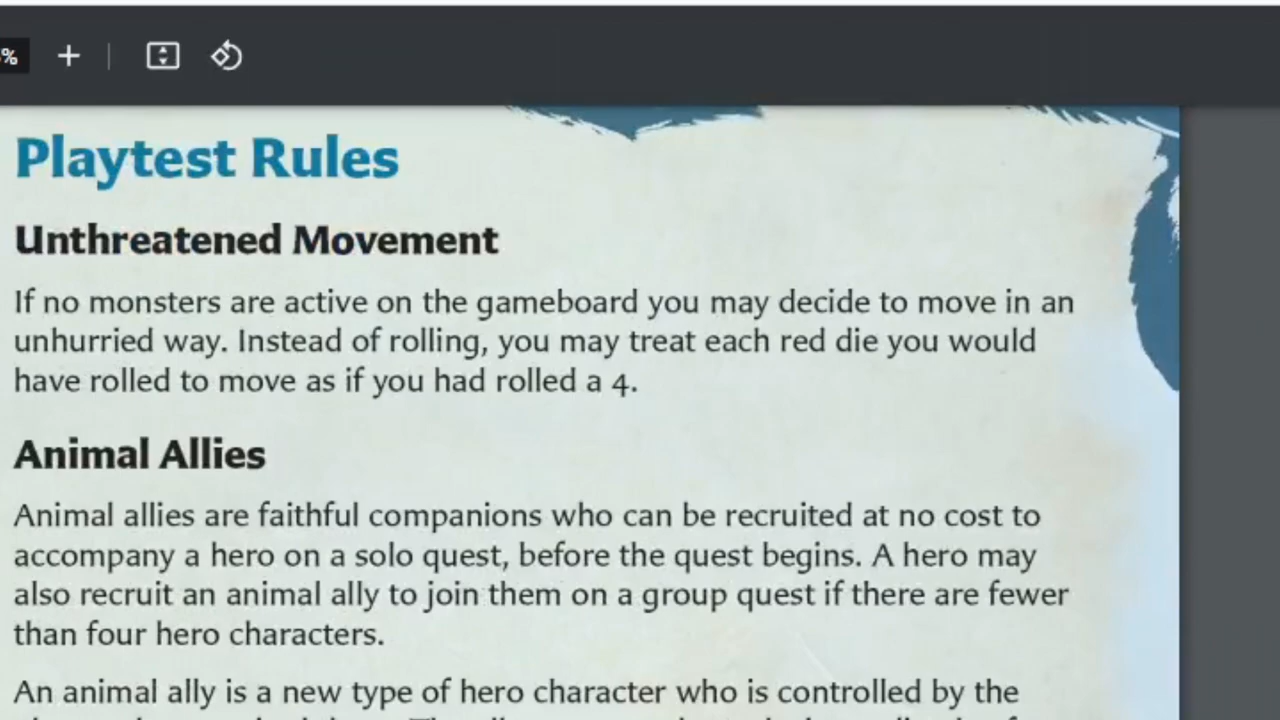 %
Playtest Rules
Unthreatened Movement
If no monsters are active on the gameboard you may decide to move in an
unhurried way. Instead of rolling, you may treat each red die you would
have rolled to move as if you had rolled a 4.
Animal Allies
Animal allies are faithful companions who can be recruited at no cost to
accompany a hero on a solo quest, before the quest begins. A hero may
also recruit an animal ally to join them on a group quest if there are fewer
than four hero characters.
An animal ally is a new type of hero character who is controlled by the